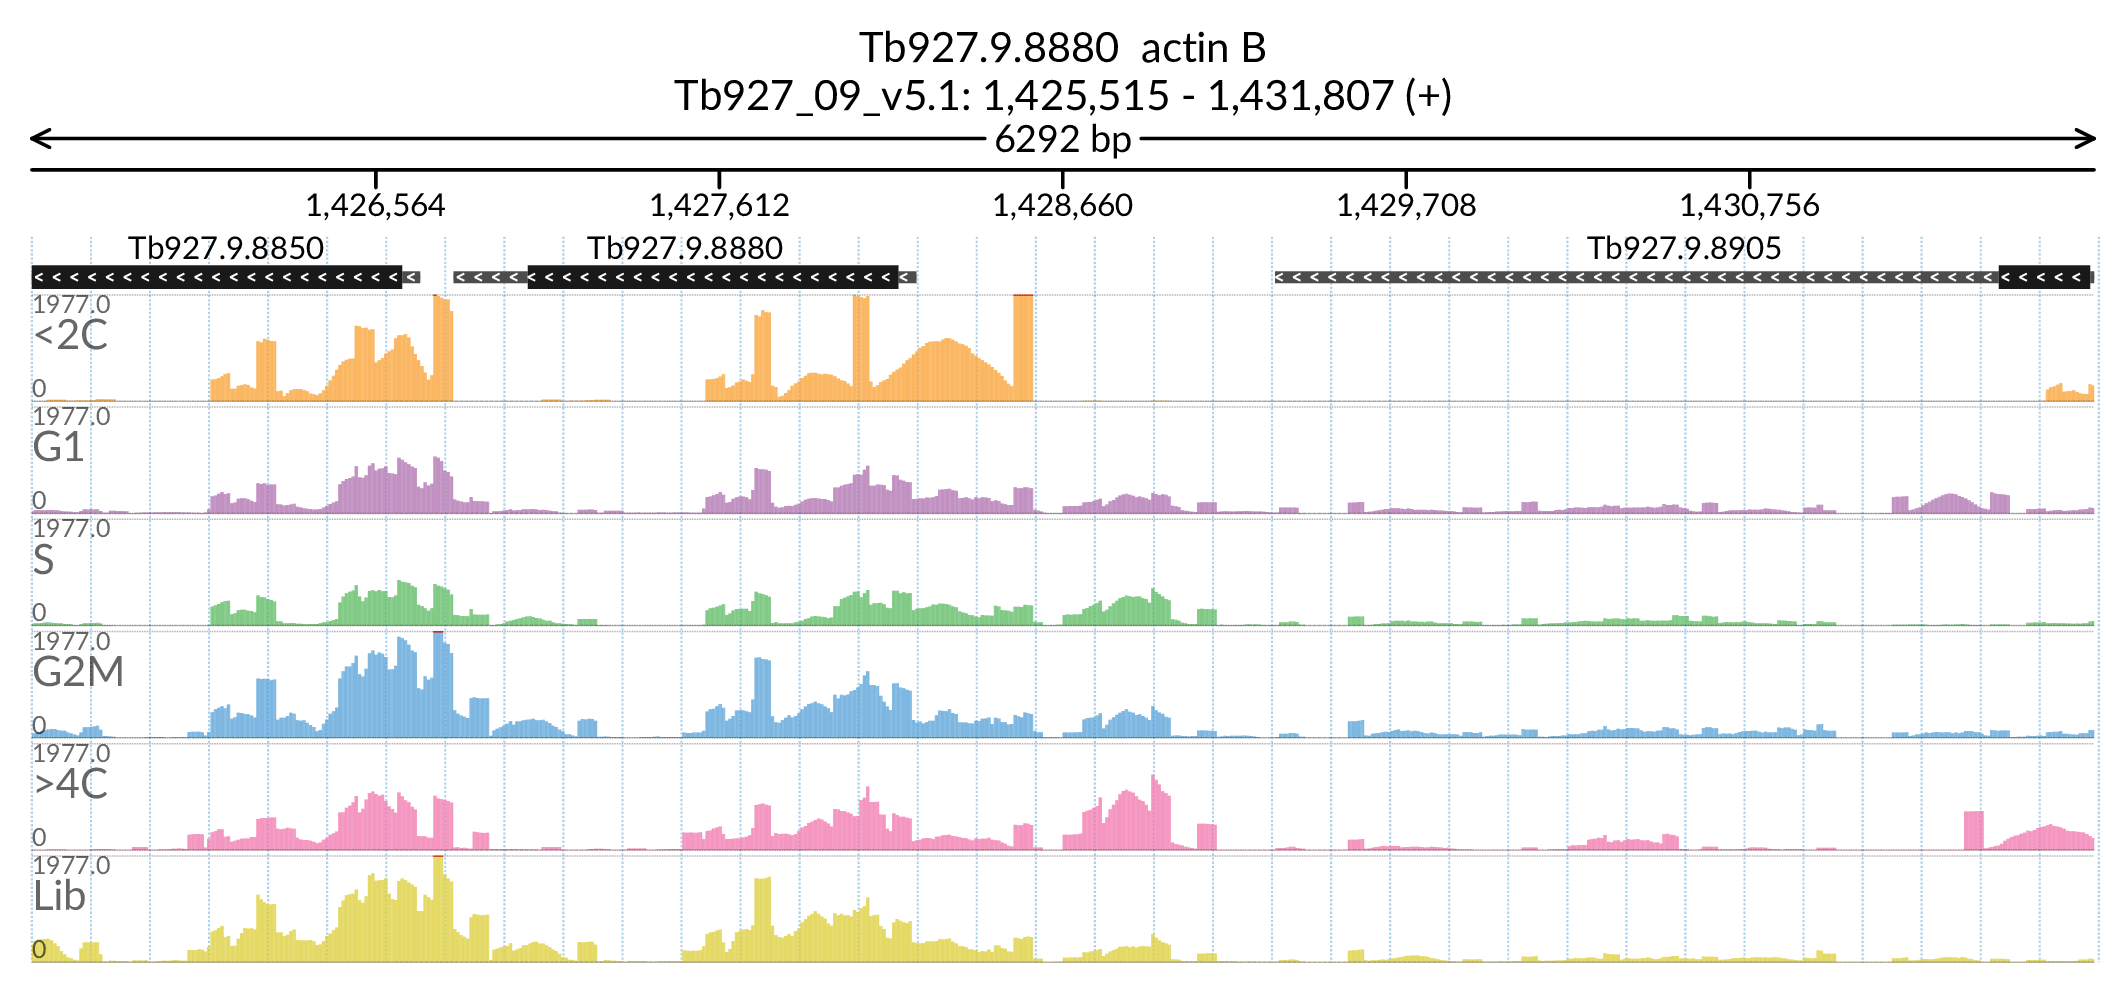 Tb927.9.8880 actin B
Tb927_09_v5.1: 1,425,515 - 1,431,807 (+)
6292 bp
1,426,564 1,427,612 1,428,660 1,429,708 1,430,756
Tb927.9.8850 Tb927.9.8880 Tb927.9.8905
1977.0
<2C
0
1977.0
G1
0
1977.0
S
0
1977.0
G2M
0
1977.0
>4C
0
1977.0
Lib
0